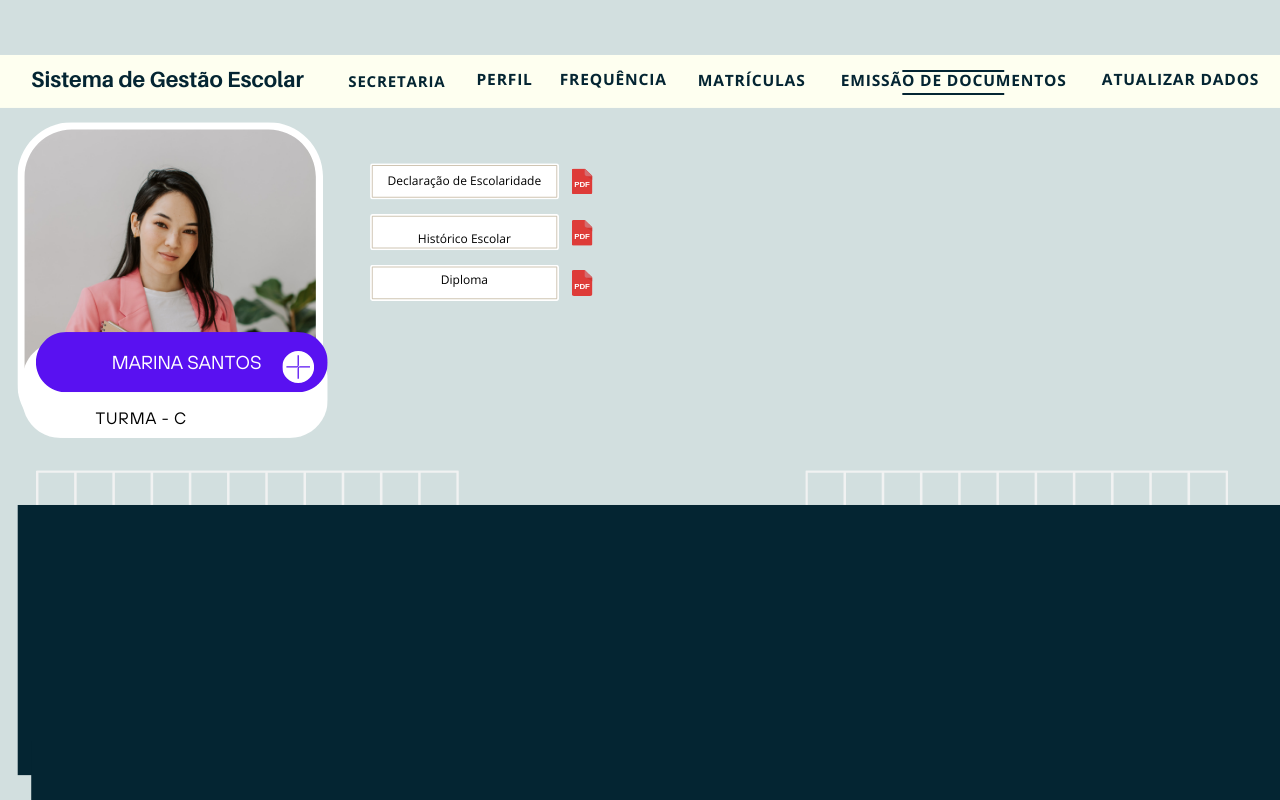 Sistema de Gestão Escolar
SECRETARIA
PERFIL
FREQUÊNCIA
MATRÍCULAS
EMISSÃO DE DOCUMENTOS
ATUALIZAR DADOS
Declaração de Escolaridade
PDF
Histórico Escolar
PDF
Diploma
PDF
MARINA SANTOS
TURMA - C